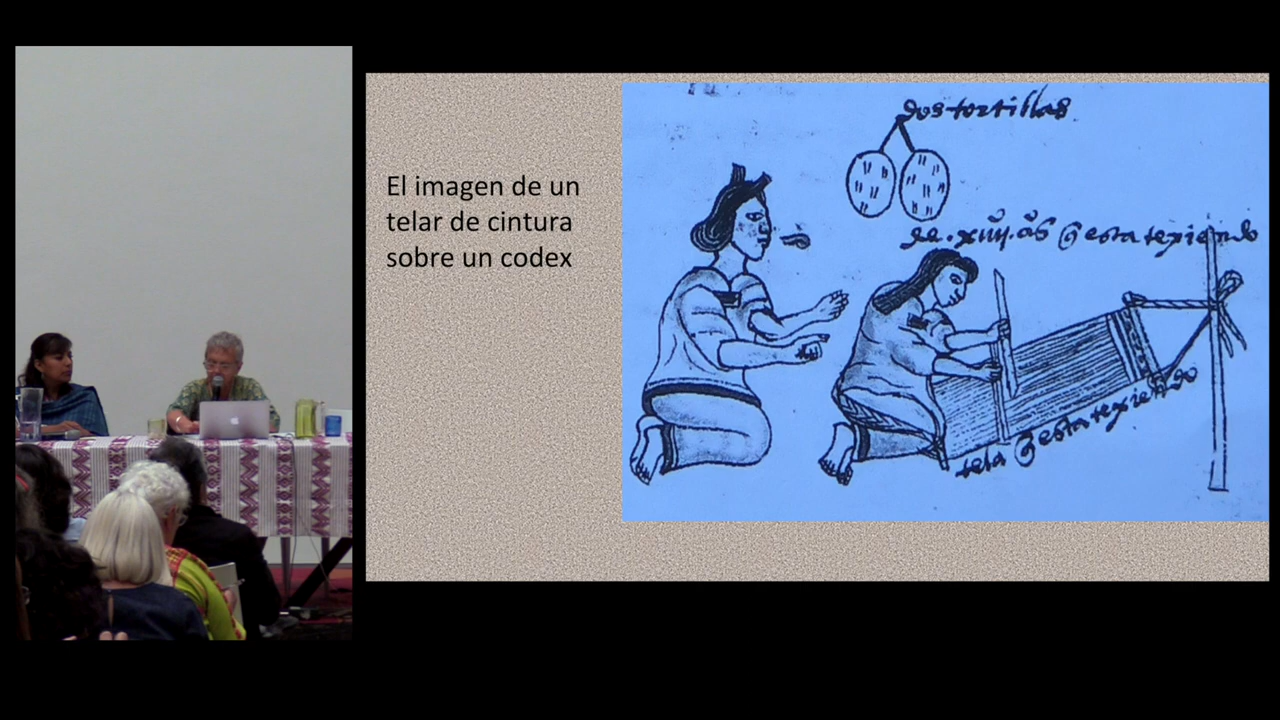 El imagen de un
telar de cintura
sobre un codex
dos tortillas
esta texiendo
tela q̃ esta texiendo